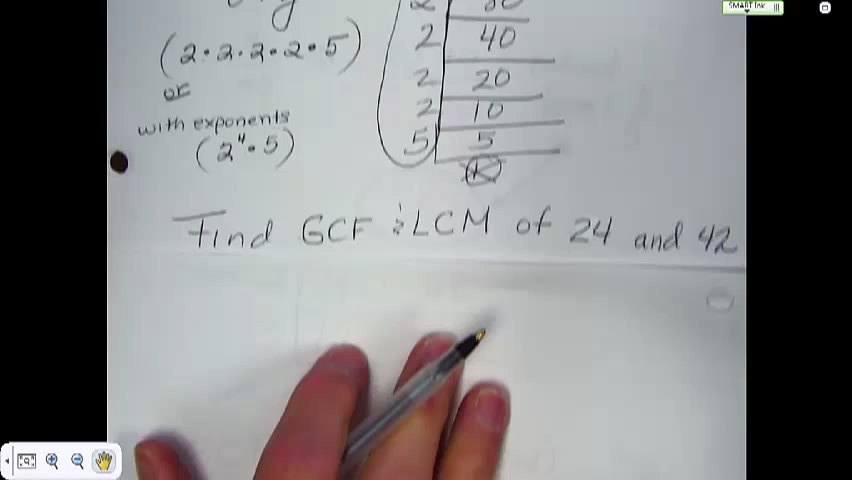 (2·2·2·2·5)
or
with exponents
(2⁴·5)
2 40
2 20
2 10
5 5
Find GCF & LCM of 24 and 42
SMART Ink